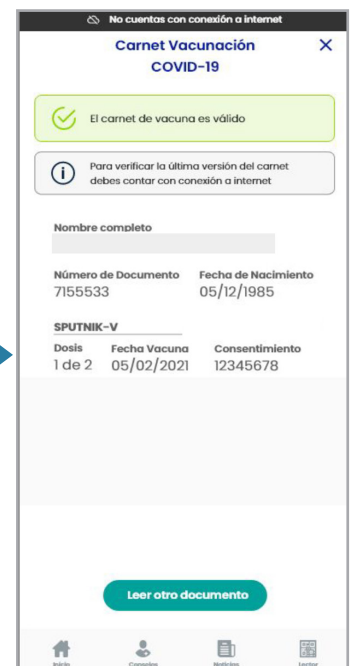 No cuentas con conexión a internet
Carnet Vacunación
COVID-19
El carnet de vacuna es válido
Para verificar la última versión del carnet
debes contar con conexión a internet
Nombre completo
Número de Documento Fecha de Nacimiento
7155533 05/12/1985
SPUTNIK-V
Dosis Fecha Vacuna Consentimiento
1 de 2 05/02/2021 12345678
Leer otro documento
Inicio Consejos Noticias Lector